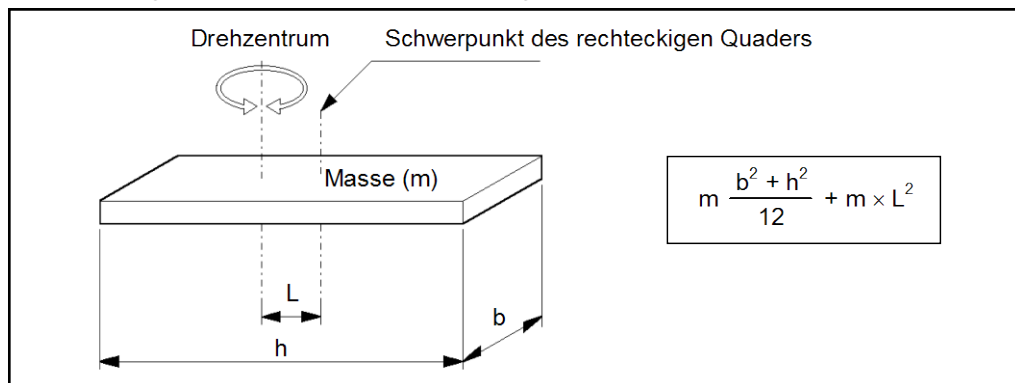 Drehzentrum
Schwerpunkt des rechteckigen Quaders
Masse (m)
m (b² + h²)/12 + m × L²
L
b
h